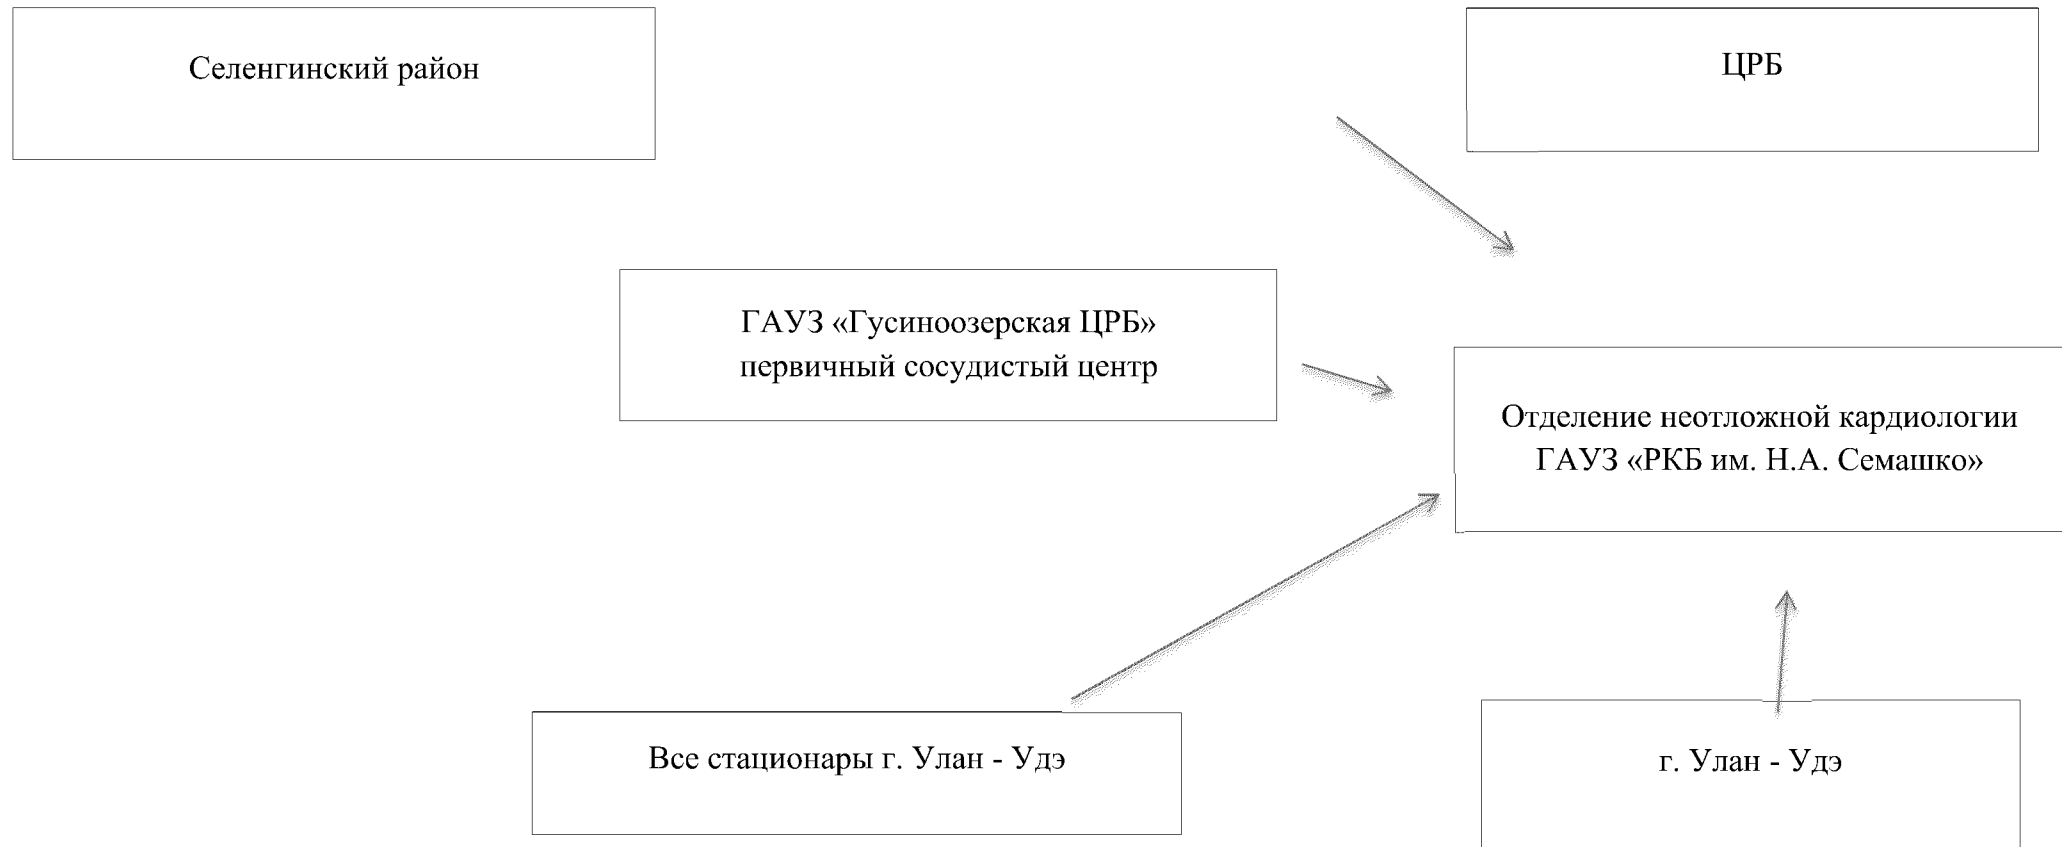 Селенгинский район
ЦРБ
ГАУЗ «Гусиноозерская ЦРБ»
первичный сосудистый центр
Отделение неотложной кардиологии
ГАУЗ «РКБ им. Н.А. Семашко»
Все стационары г. Улан - Удэ
г. Улан - Удэ